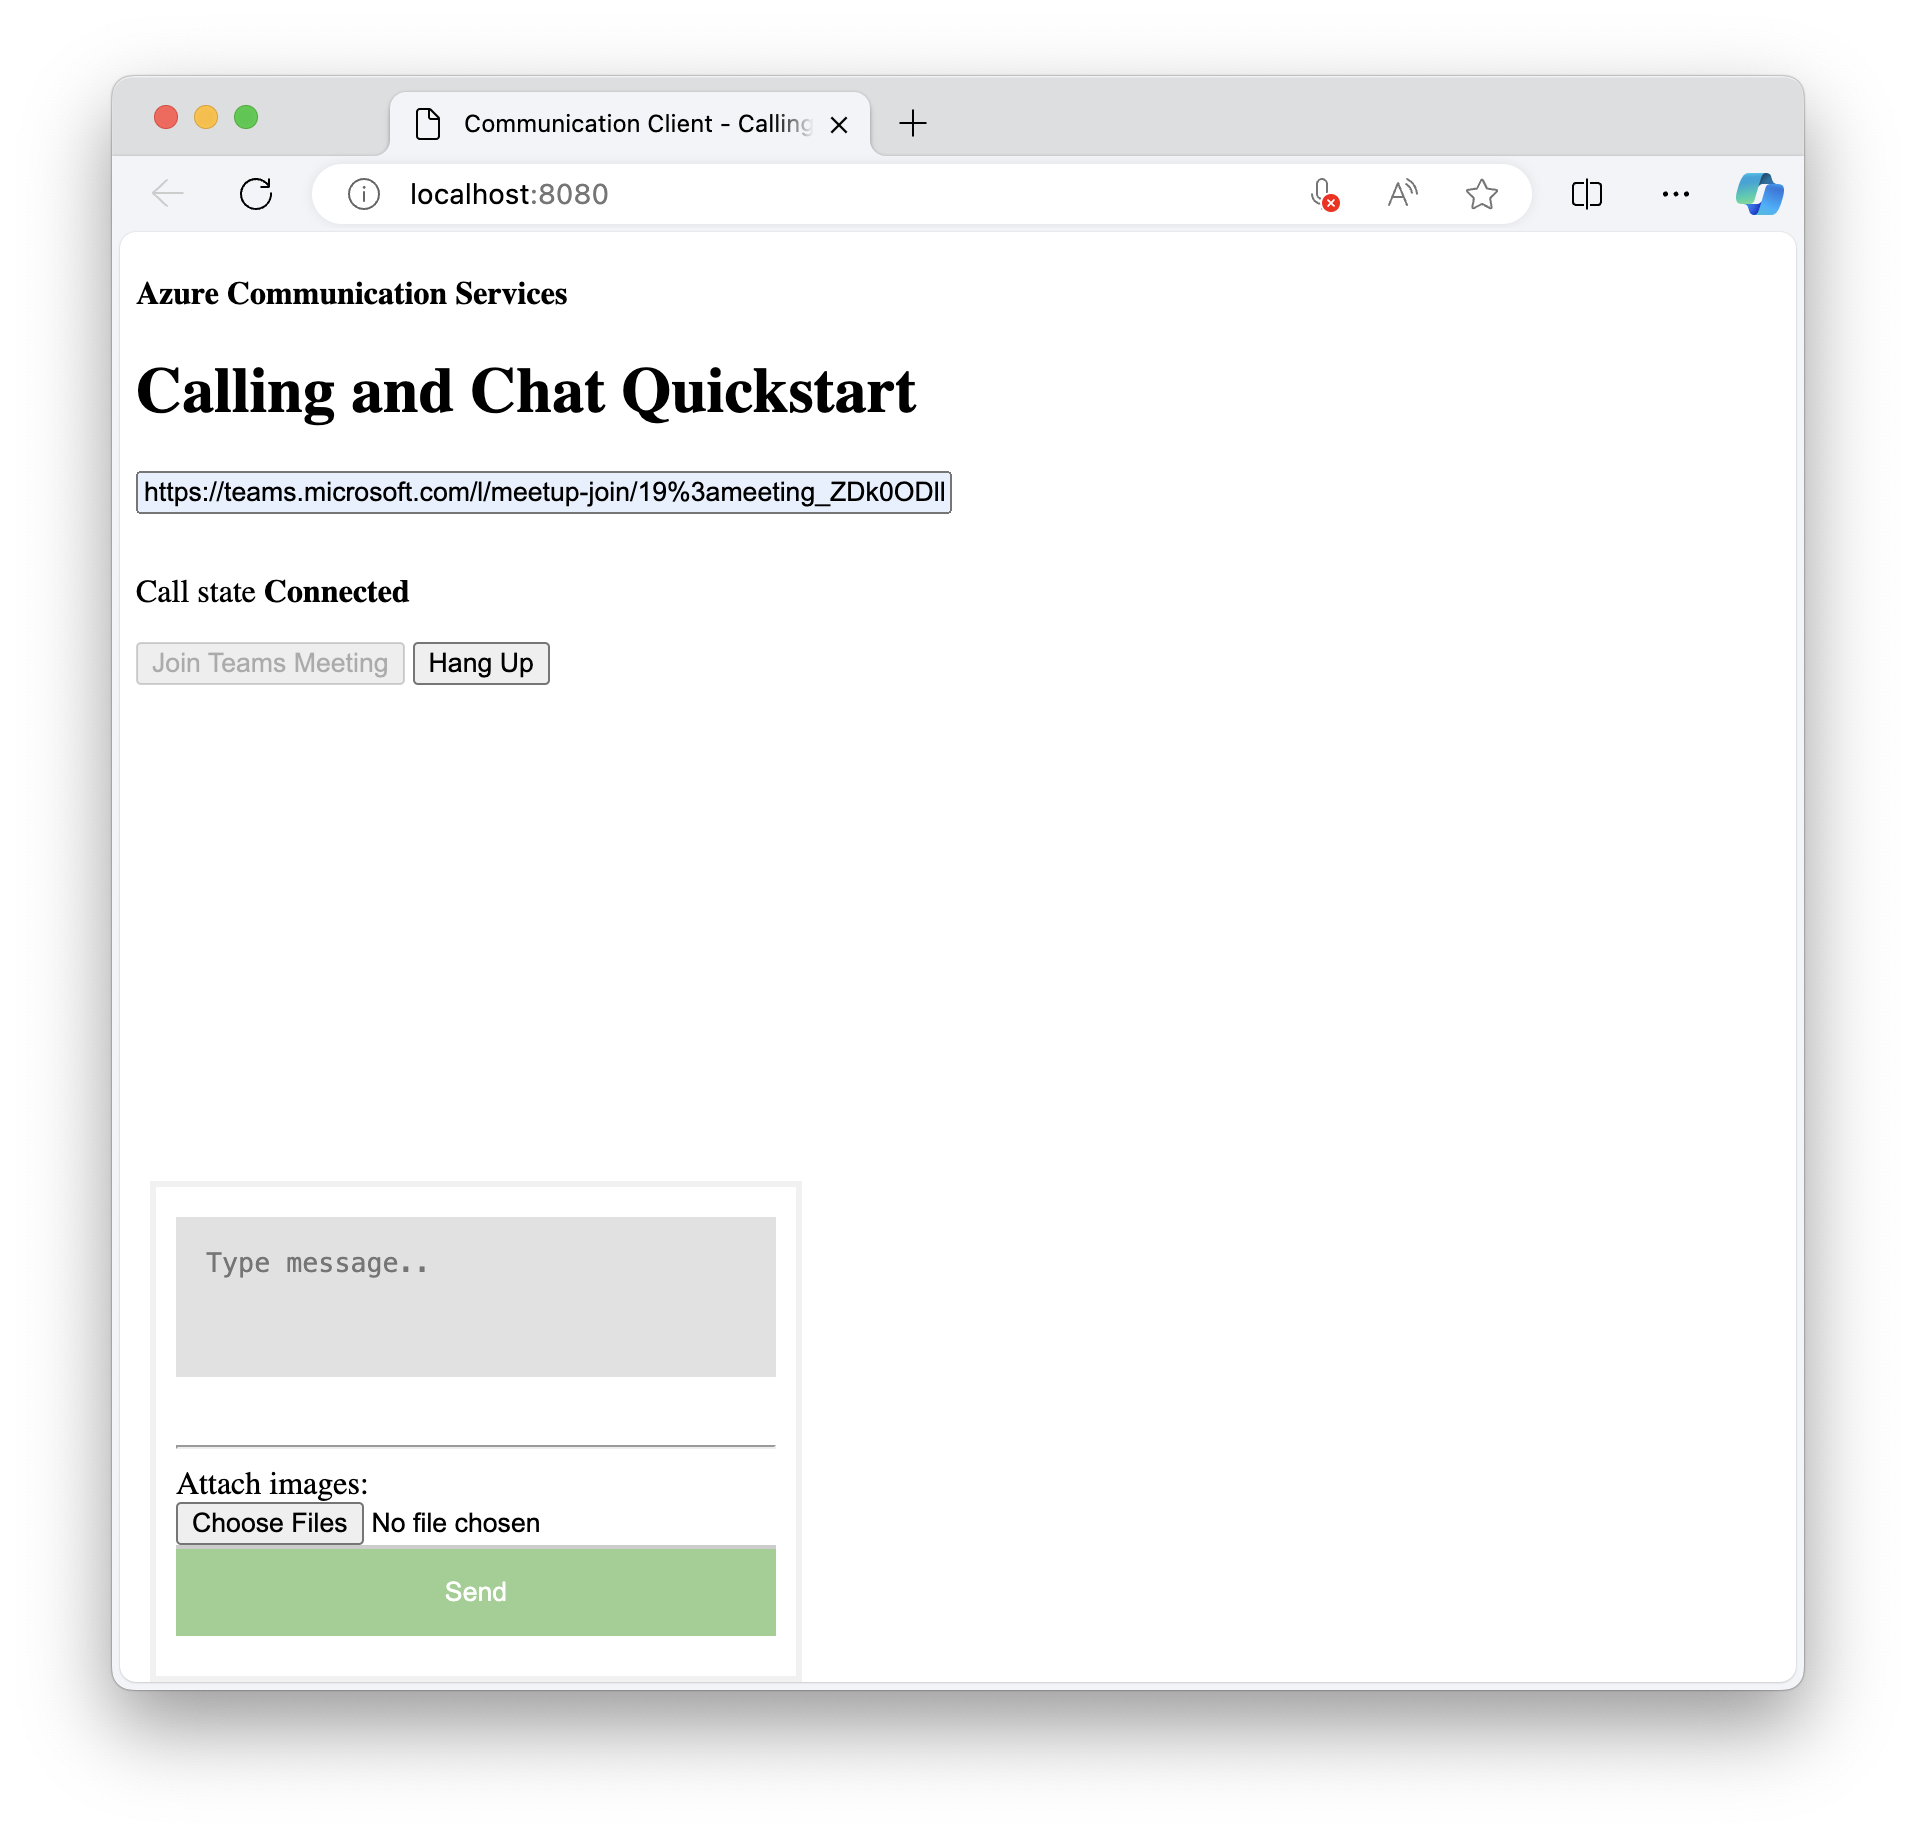 Communication Client - Calling
localhost:8080
Azure Communication Services
Calling and Chat Quickstart
https://teams.microsoft.com/l/meetup-join/19%3ameeting_ZDk0ODll
Call state Connected
Join Teams Meeting Hang Up
Type message..
Attach images:
Choose Files No file chosen
Send